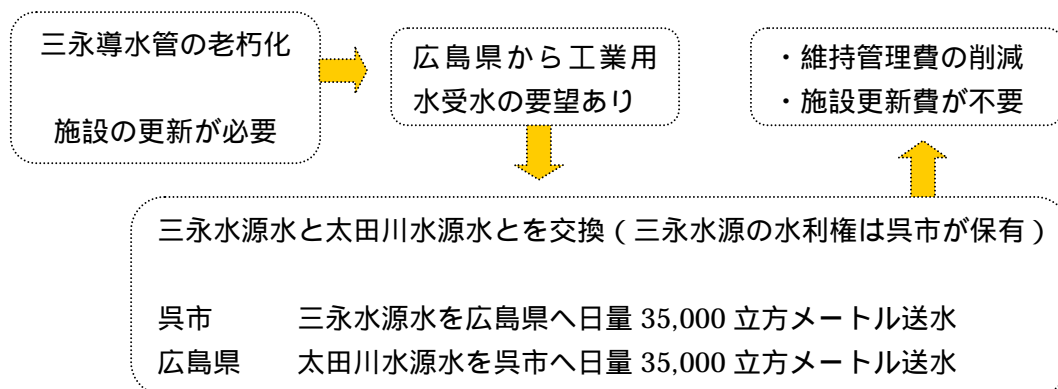 三永導水管の老朽化
施設の更新が必要
広島県から工業用
水受水の要望あり
・維持管理費の削減
・施設更新費が不要
三永水源水と太田川水源水とを交換(三永水源の水利権は呉市が保有)
呉市 三永水源水を広島県へ日量 35,000 立方メートル送水
広島県 太田川水源水を呉市へ日量 35,000 立方メートル送水